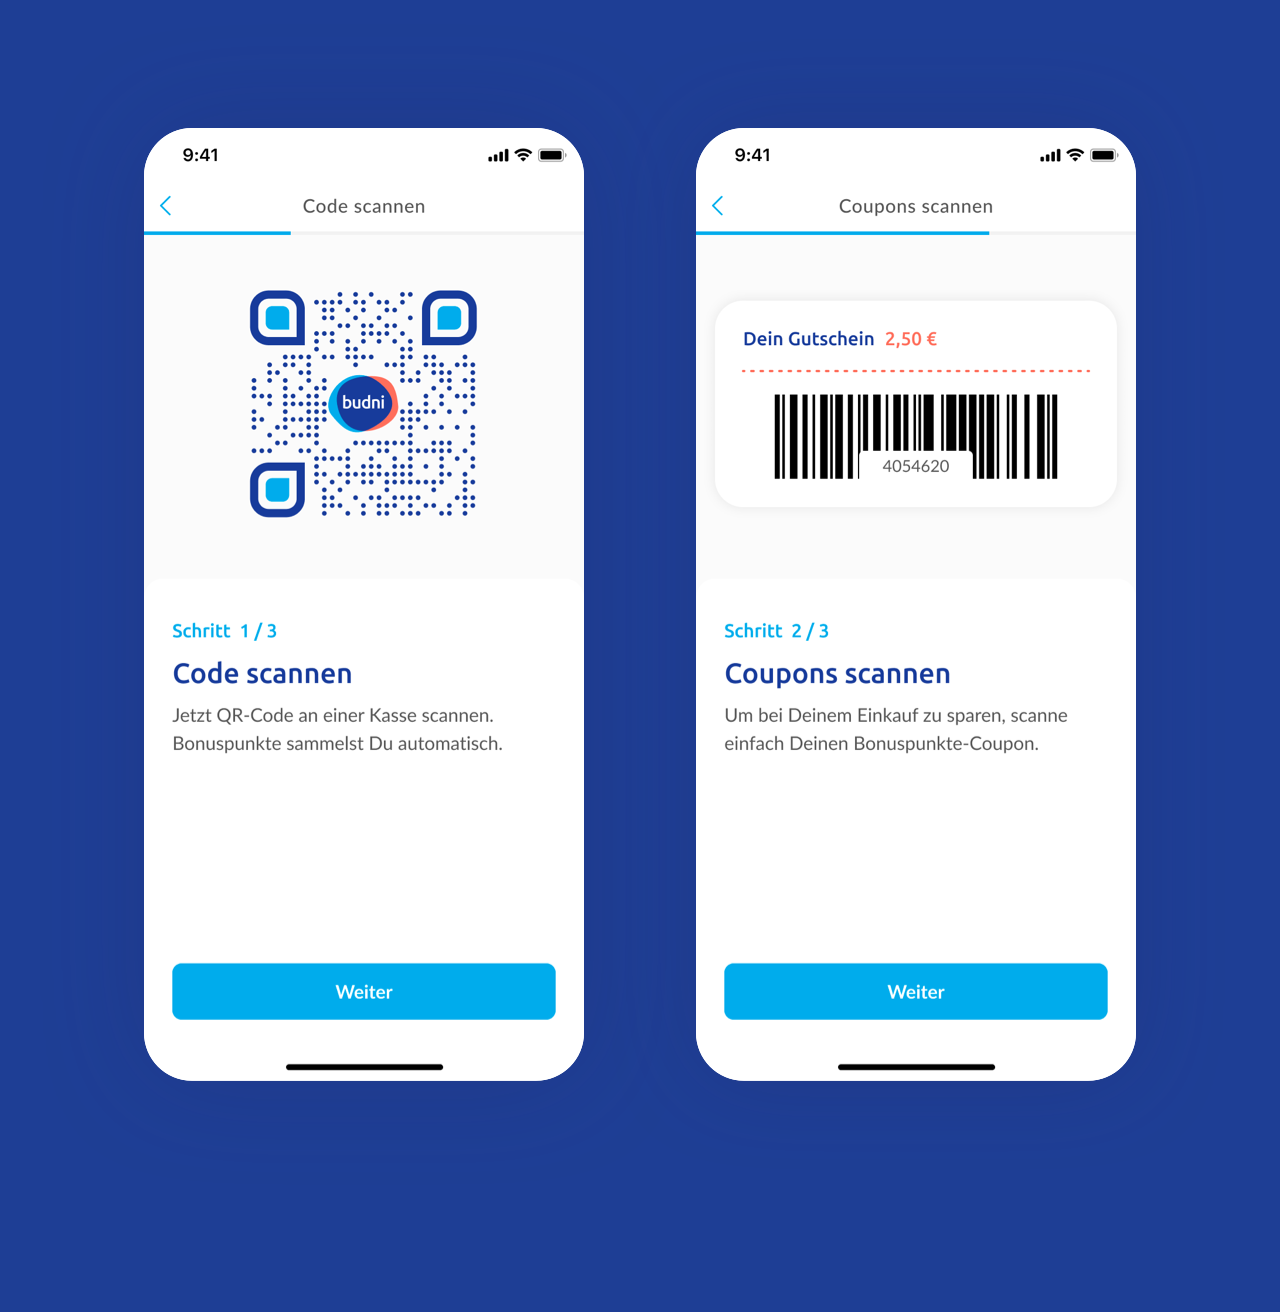 9:41
Code scannen
budni
Schritt 1 / 3
Code scannen
Jetzt QR-Code an einer Kasse scannen.
Bonuspunkte sammelst Du automatisch.
Weiter
9:41
Coupons scannen
Dein Gutschein 2,50 €
4054620
Schritt 2 / 3
Coupons scannen
Um bei Deinem Einkauf zu sparen, scanne
einfach Deinen Bonuspunkte-Coupon.
Weiter